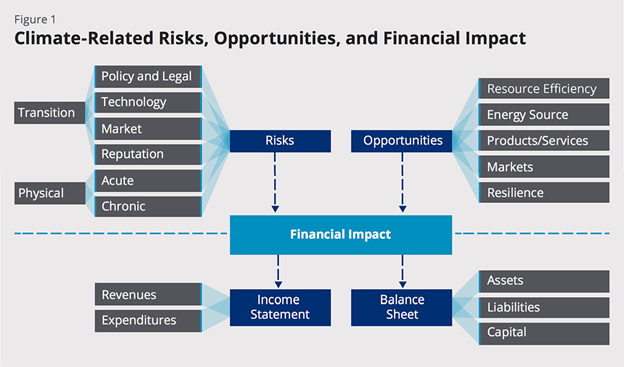 Figure 1
Climate-Related Risks, Opportunities, and Financial Impact
Transition
Policy and Legal
Technology
Market
Reputation
Physical
Acute
Chronic
Risks
Opportunities
Resource Efficiency
Energy Source
Products/Services
Markets
Resilience
Financial Impact
Revenues
Expenditures
Income
Statement
Balance
Sheet
Assets
Liabilities
Capital